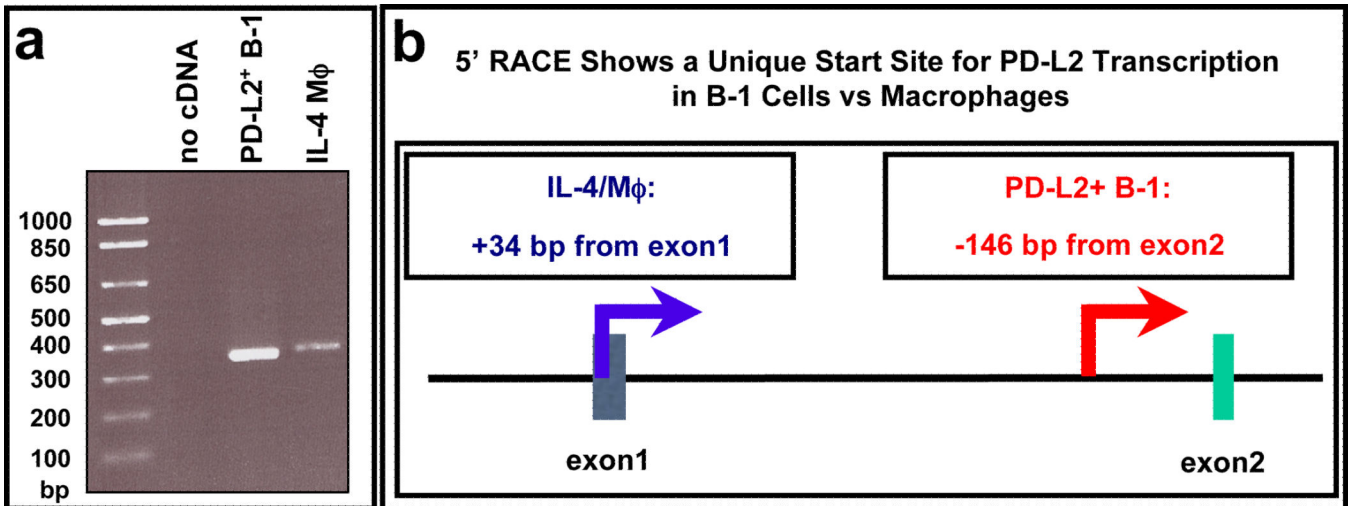 a
no cDNA
PD-L2⁺ B-1
IL-4 Mφ
1000
850
650
500
400
300
200
100
bp
b
5' RACE Shows a Unique Start Site for PD-L2 Transcription
in B-1 Cells vs Macrophages
IL-4/Mφ:
+34 bp from exon1
PD-L2+ B-1:
-146 bp from exon2
exon1
exon2